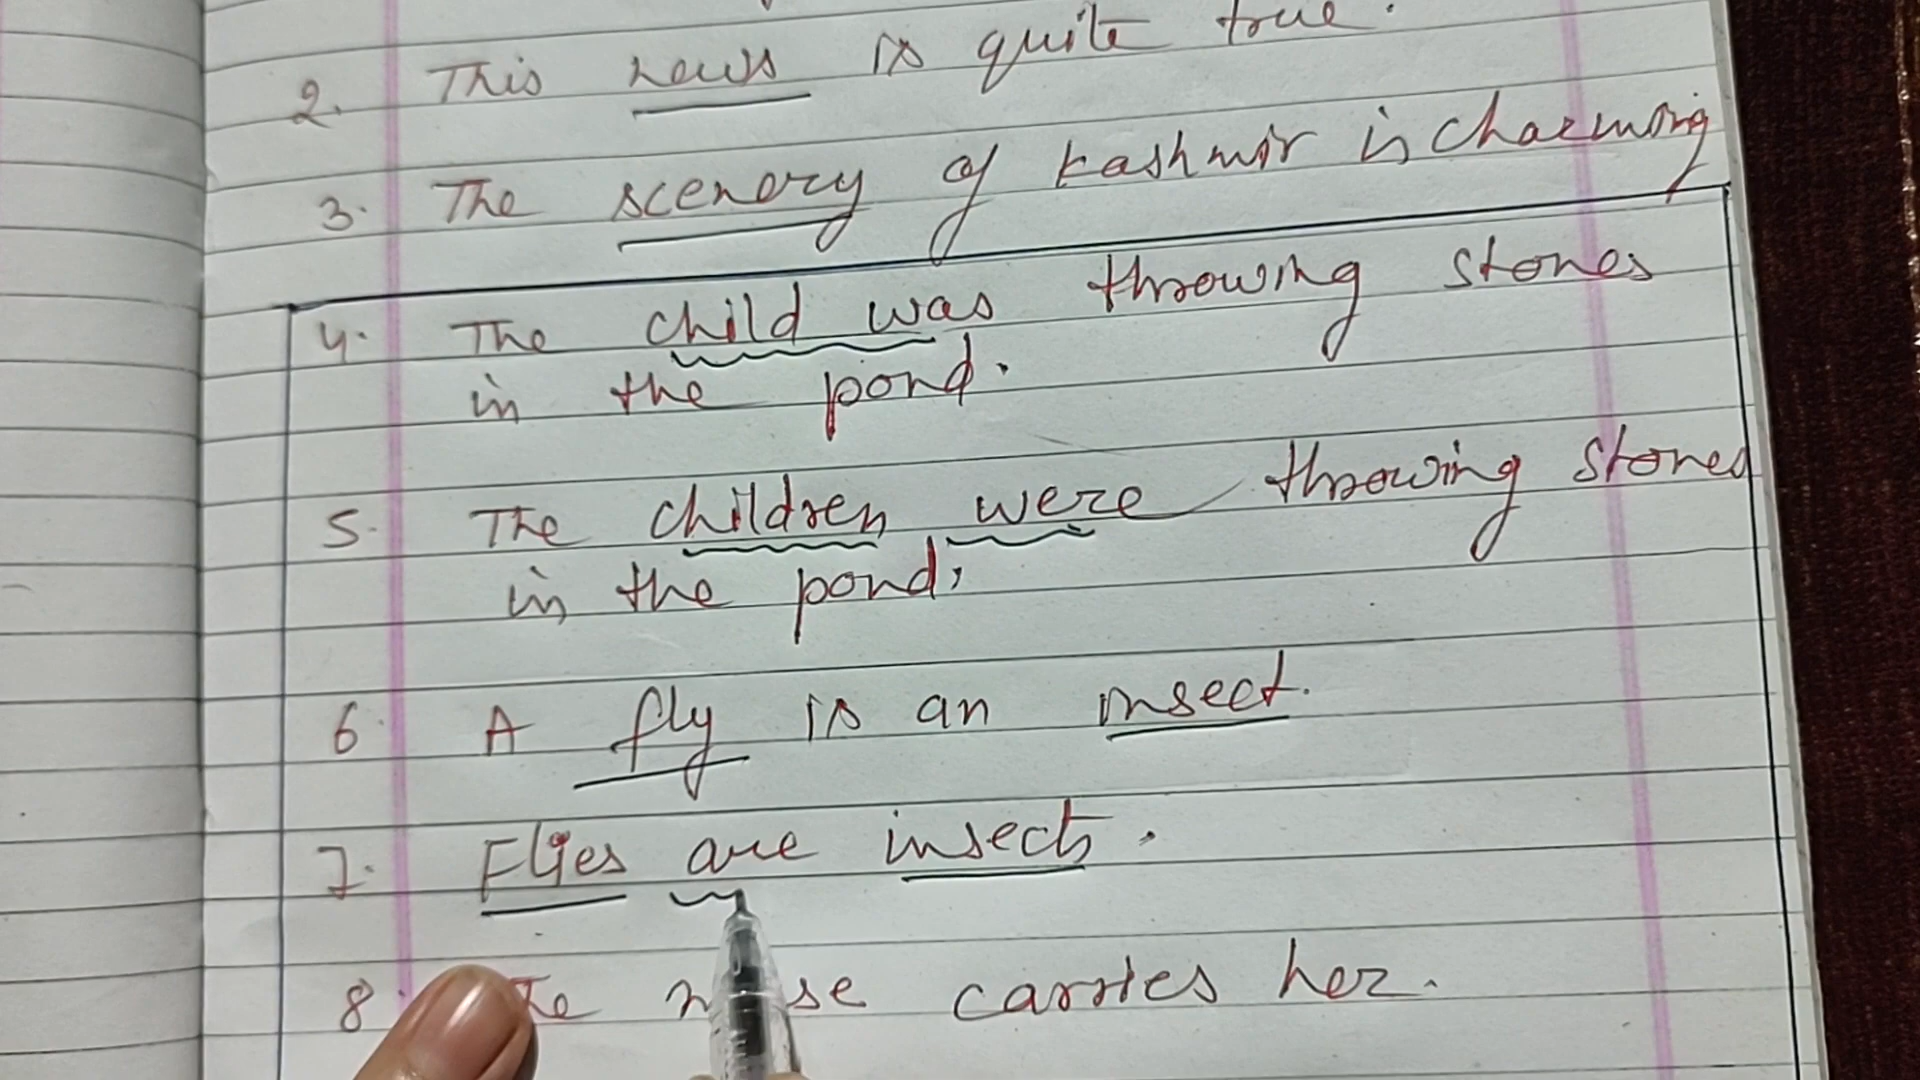 2. This news is quite true.
3. The scenery of Kashmir is charming
4. The child was throwing stones
in the pond.
5. The children were throwing stones
in the pond.
6. A fly is an insect.
7. Flies are insects.
8. carries her.